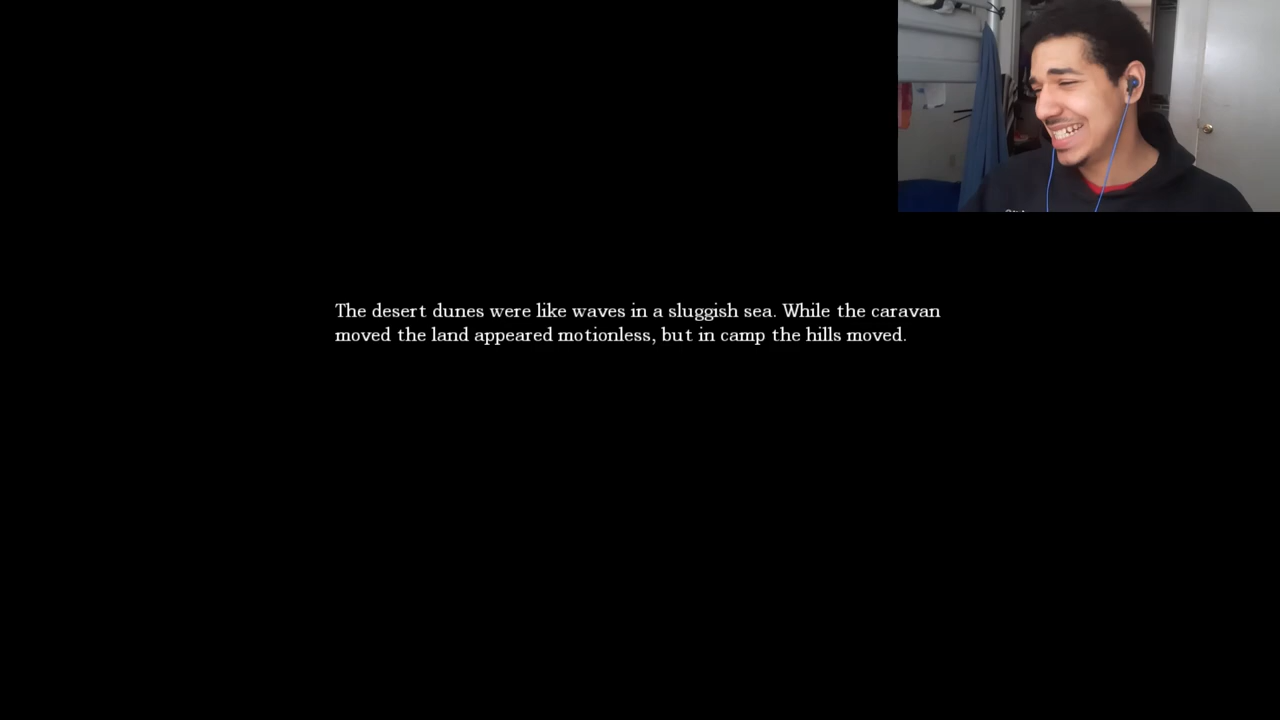 The desert dunes were like waves in a sluggish sea. While the caravan
moved the land appeared motionless, but in camp the hills moved.